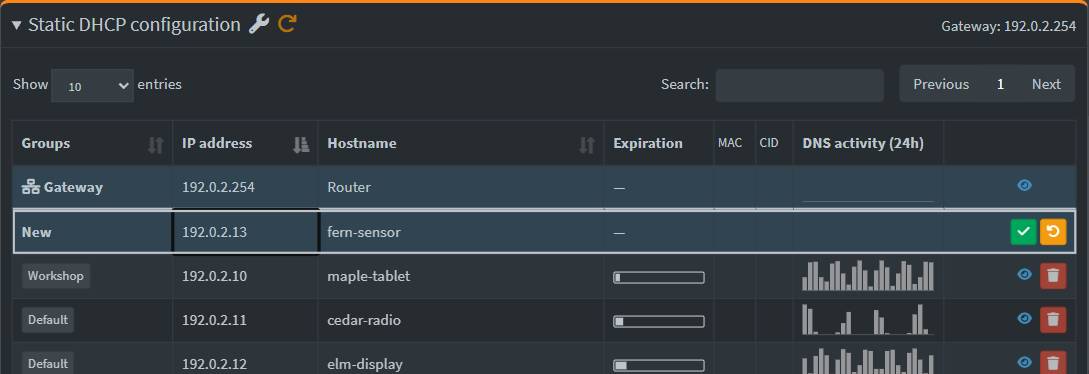 Static DHCP configuration Gateway: 192.0.2.254
Show 10 entries Search: Previous 1 Next
Groups IP address Hostname Expiration MAC CID DNS activity (24h)
Gateway 192.0.2.254 Router —
New 192.0.2.13 fern-sensor —
Workshop 192.0.2.10 maple-tablet
Default 192.0.2.11 cedar-radio
Default 192.0.2.12 elm-display